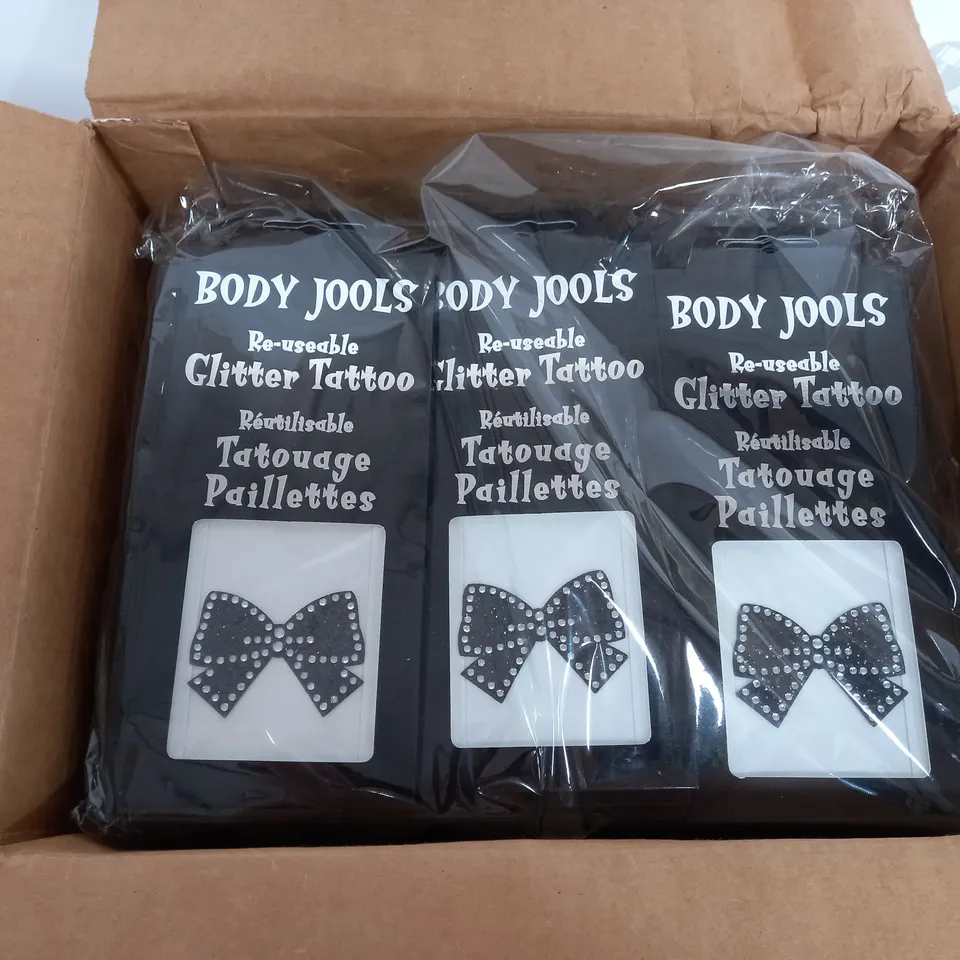 BODY JOOLS
Re-useable
Glitter Tattoo
Réutilisable
Tatouage
Paillettes
BODY JOOLS
Re-useable
Glitter Tattoo
Réutilisable
Tatouage
Paillettes
BODY JOOLS
Re-useable
Glitter Tattoo
Réutilisable
Tatouage
Paillettes